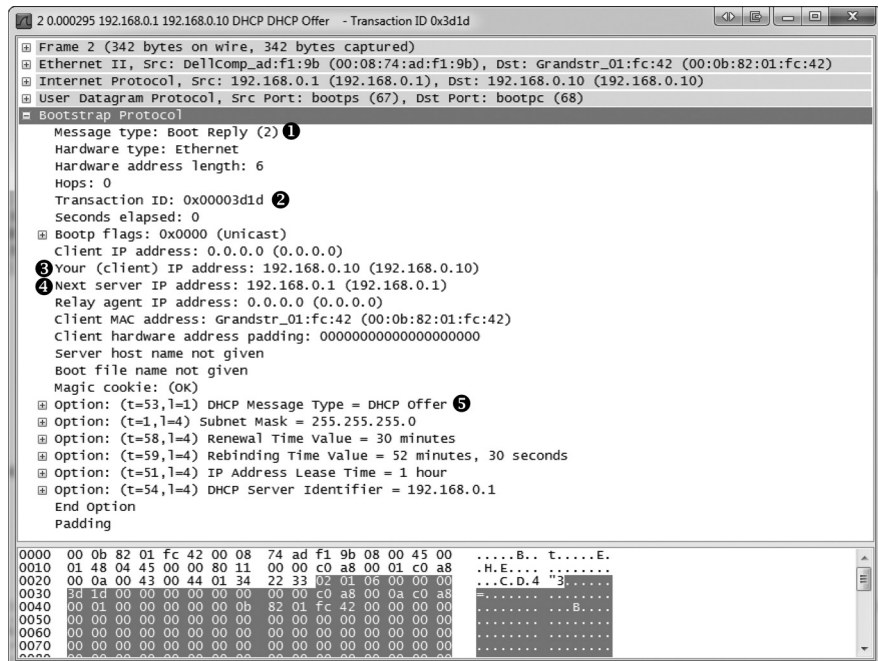 2 0.000295 192.168.0.1 192.168.0.10 DHCP DHCP Offer - Transaction ID 0x3d1d
Frame 2 (342 bytes on wire, 342 bytes captured)
Ethernet II, Src: DellComp_ad:f1:9b (00:08:74:ad:f1:9b), Dst: Grandstr_01:fc:42 (00:0b:82:01:fc:42)
Internet Protocol, Src: 192.168.0.1 (192.168.0.1), Dst: 192.168.0.10 (192.168.0.10)
User Datagram Protocol, Src Port: bootps (67), Dst Port: bootpc (68)
Bootstrap Protocol
Message type: Boot Reply (2) ❶
Hardware type: Ethernet
Hardware address length: 6
Hops: 0
Transaction ID: 0x00003d1d ❷
Seconds elapsed: 0
Bootp flags: 0x0000 (Unicast)
Client IP address: 0.0.0.0 (0.0.0.0)
❸ Your (client) IP address: 192.168.0.10 (192.168.0.10)
❹ Next server IP address: 192.168.0.1 (192.168.0.1)
Relay agent IP address: 0.0.0.0 (0.0.0.0)
Client MAC address: Grandstr_01:fc:42 (00:0b:82:01:fc:42)
Client hardware address padding: 00000000000000000000
Server host name not given
Boot file name not given
Magic cookie: (OK)
Option: (t=53,l=1) DHCP Message Type = DHCP Offer ❺
Option: (t=1,l=4) Subnet Mask = 255.255.255.0
Option: (t=58,l=4) Renewal Time Value = 30 minutes
Option: (t=59,l=4) Rebinding Time Value = 52 minutes, 30 seconds
Option: (t=51,l=4) IP Address Lease Time = 1 hour
Option: (t=54,l=4) DHCP Server Identifier = 192.168.0.1
End Option
Padding
0000 00 0b 82 01 fc 42 00 08 74 ad f1 9b 08 00 45 00 .....B.. t.....E.
0010 01 48 04 45 00 00 80 11 00 00 c0 a8 00 01 c0 a8 .H.E.... ........
0020 00 0a 00 43 00 44 01 34 22 33 02 01 06 00 00 00 ...C.D.4 "3......
0030 3d 1d 00 00 00 00 00 00 00 00 c0 a8 00 0a c0 a8 =....... ........
0040 00 01 00 00 00 00 00 0b 82 01 fc 42 00 00 00 00 ........ ...B....
0050 00 00 00 00 00 00 00 00 00 00 00 00 00 00 00 00 ........ ........
0060 00 00 00 00 00 00 00 00 00 00 00 00 00 00 00 00 ........ ........
0070 00 00 00 00 00 00 00 00 00 00 00 00 00 00 00 00 ........ ........